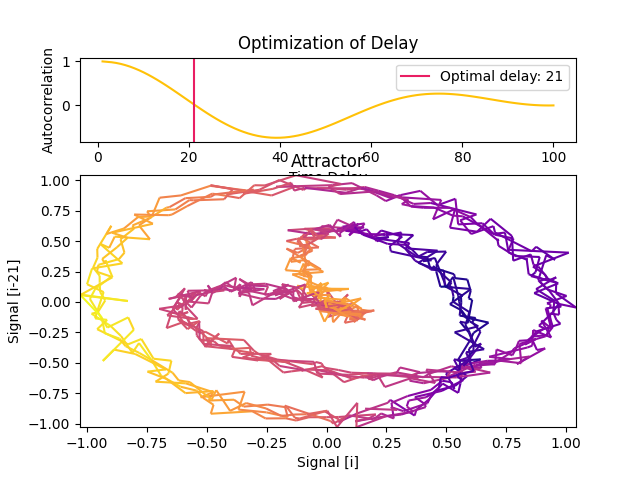 Optimization of Delay
Autocorrelation
1
0
Optimal delay: 21
0 20 40 60 80 100
Attractor
Signal [i-21]
1.00
0.75
0.50
0.25
0.00
−0.25
−0.50
−0.75
−1.00
−1.00 −0.75 −0.50 −0.25 0.00 0.25 0.50 0.75 1.00
Signal [i]